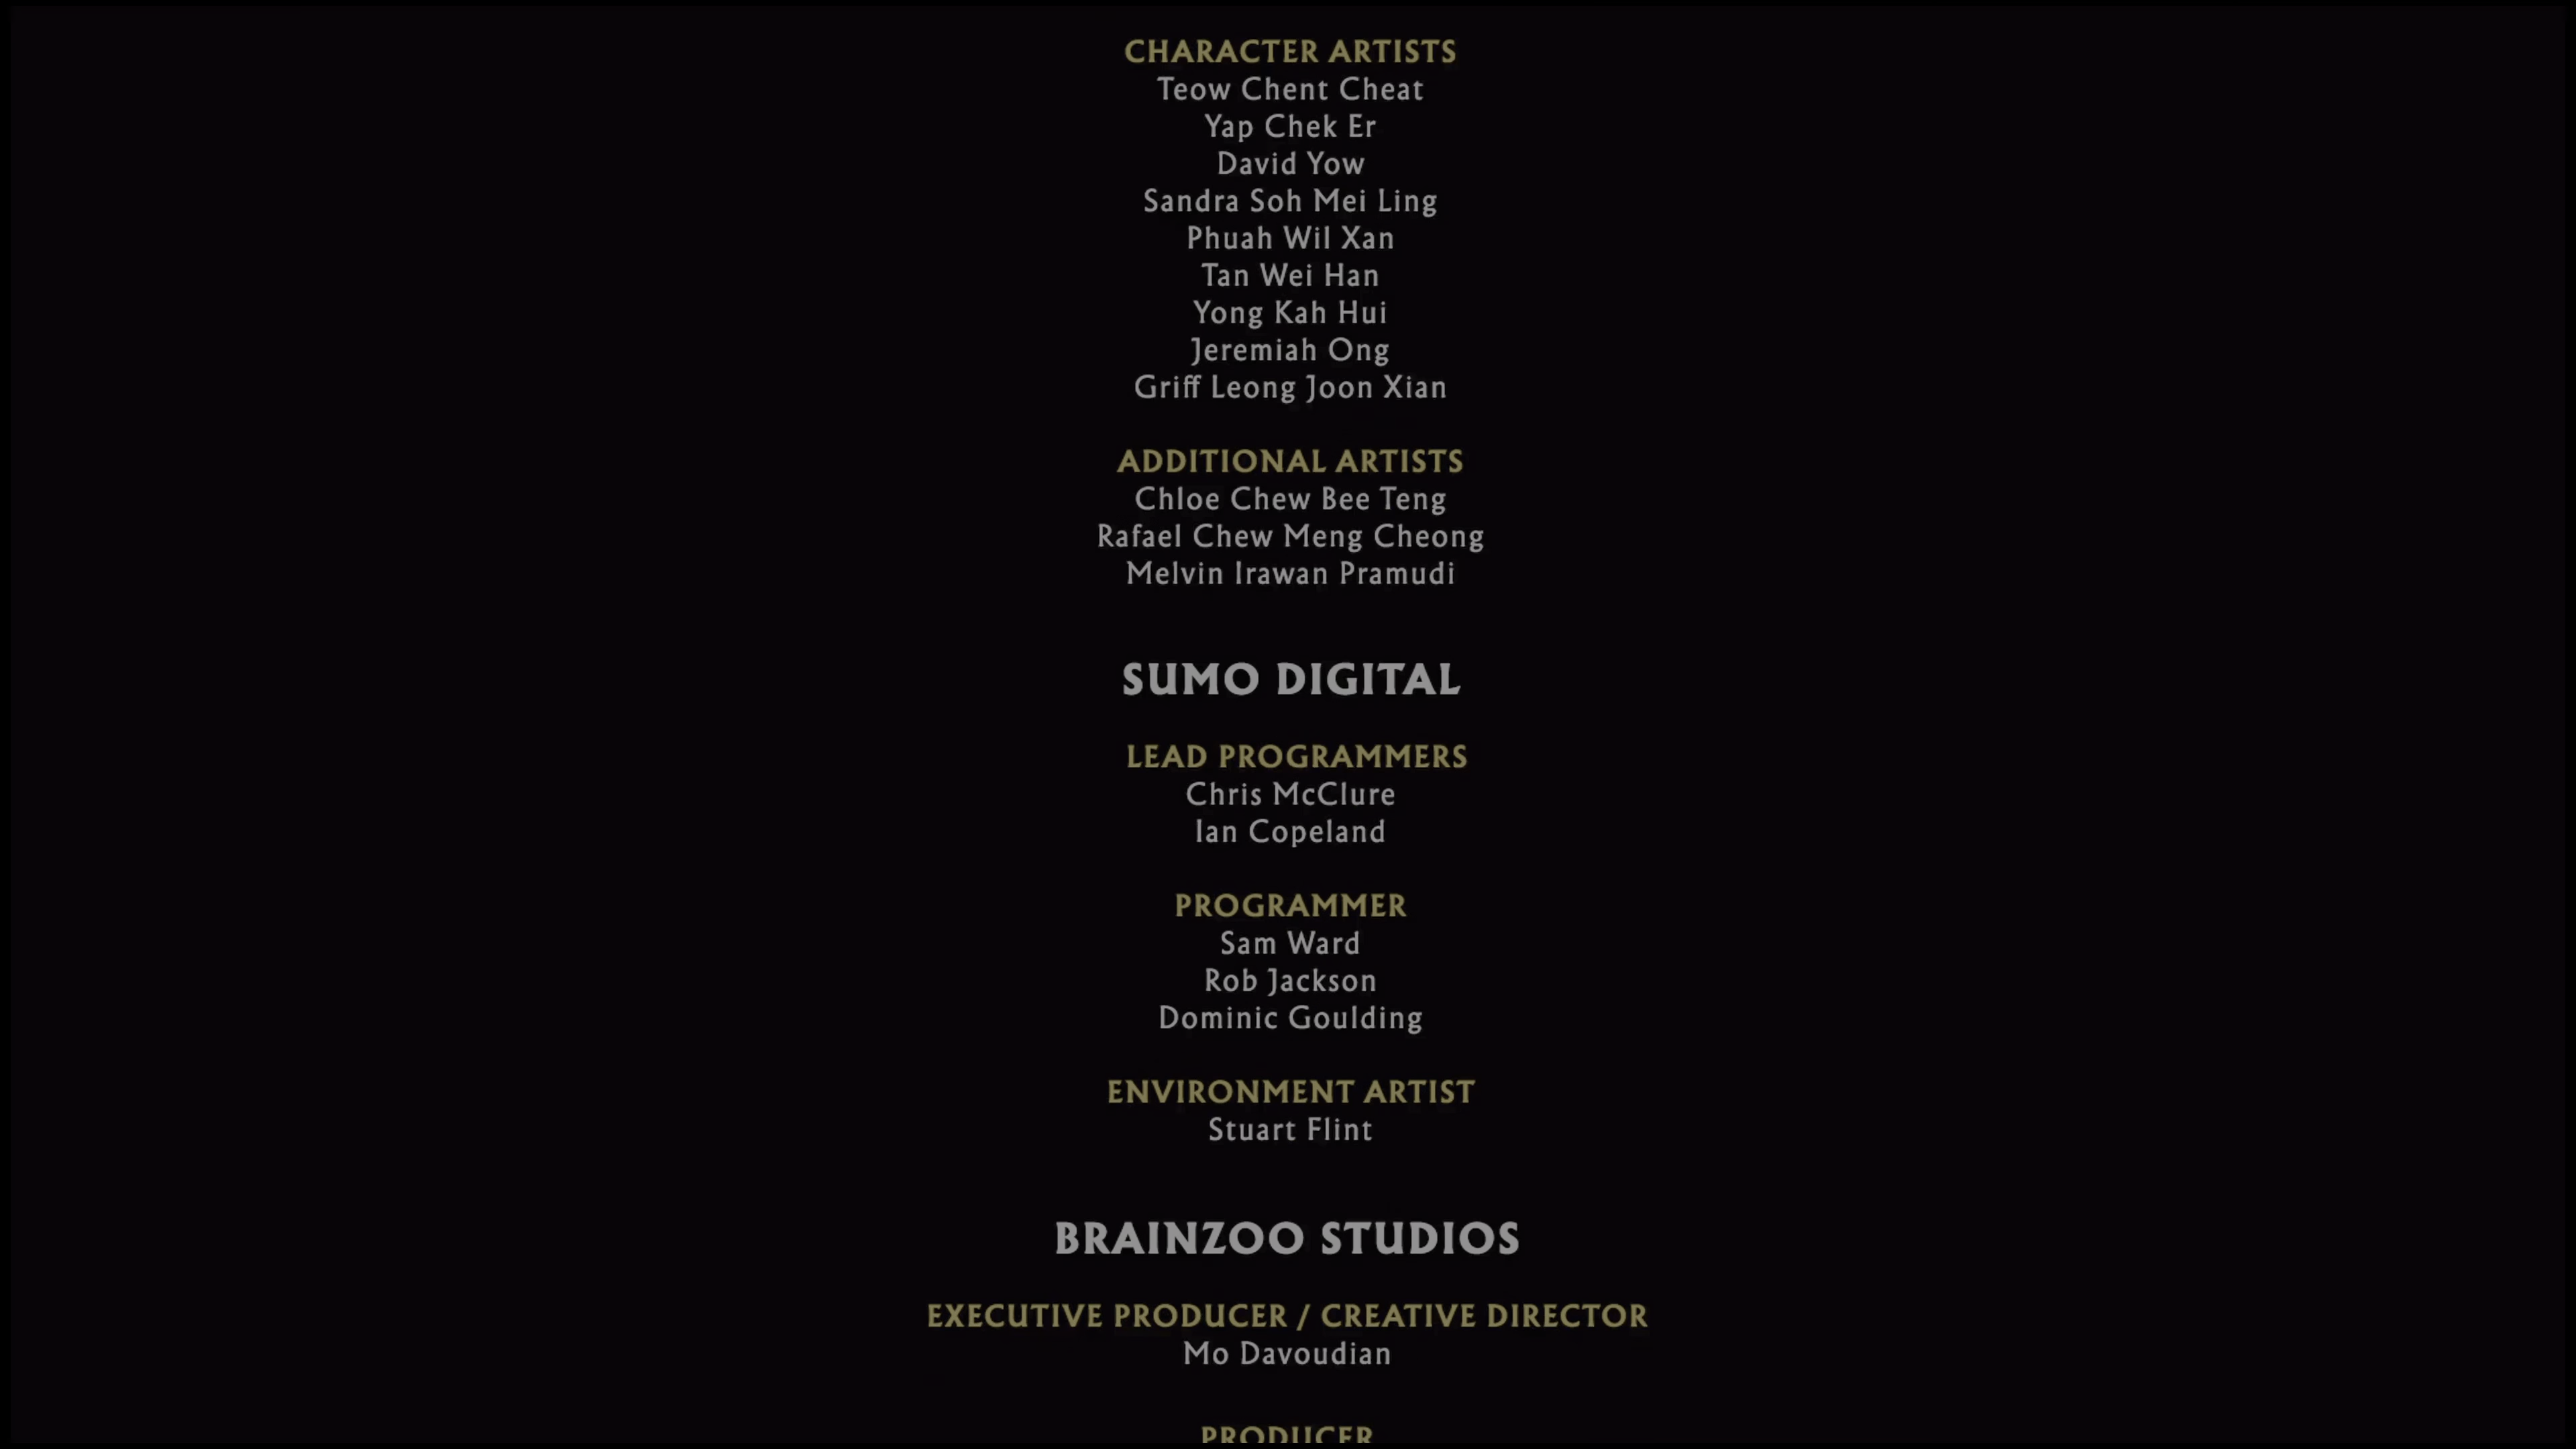 CHARACTER ARTISTS
Teow Chent Cheat
Yap Chek Er
David Yow
Sandra Soh Mei Ling
Phuah Wil Xan
Tan Wei Han
Yong Kah Hui
Jeremiah Ong
Griff Leong Joon Xian
ADDITIONAL ARTISTS
Chloe Chew Bee Teng
Rafael Chew Meng Cheong
Melvin Irawan Pramudi
SUMO DIGITAL
LEAD PROGRAMMERS
Chris McClure
Ian Copeland
PROGRAMMER
Sam Ward
Rob Jackson
Dominic Goulding
ENVIRONMENT ARTIST
Stuart Flint
BRAINZOO STUDIOS
EXECUTIVE PRODUCER / CREATIVE DIRECTOR
Mo Davoudian
PRODUCER